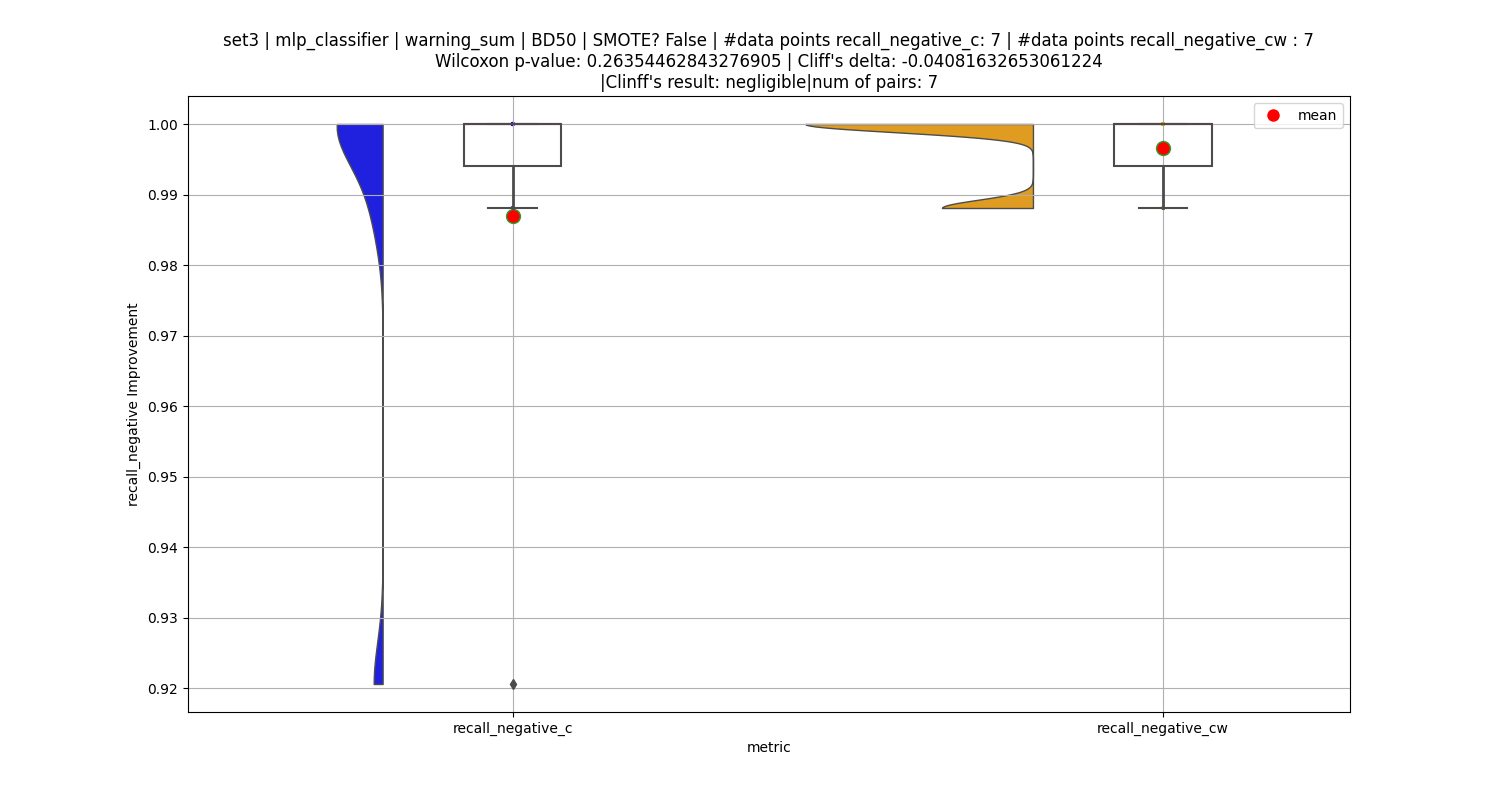 set3 | mlp_classifier | warning_sum | BD50 | SMOTE? False | #data points recall_negative_c: 7 | #data points recall_negative_cw : 7
Wilcoxon p-value: 0.26354462843276905 | Cliff's delta: -0.04081632653061224
|Clinff's result: negligible|num of pairs: 7
mean
1.00
0.99
0.98
0.97
0.96
0.95
0.94
0.93
0.92
recall_negative Improvement
recall_negative_c
recall_negative_cw
metric